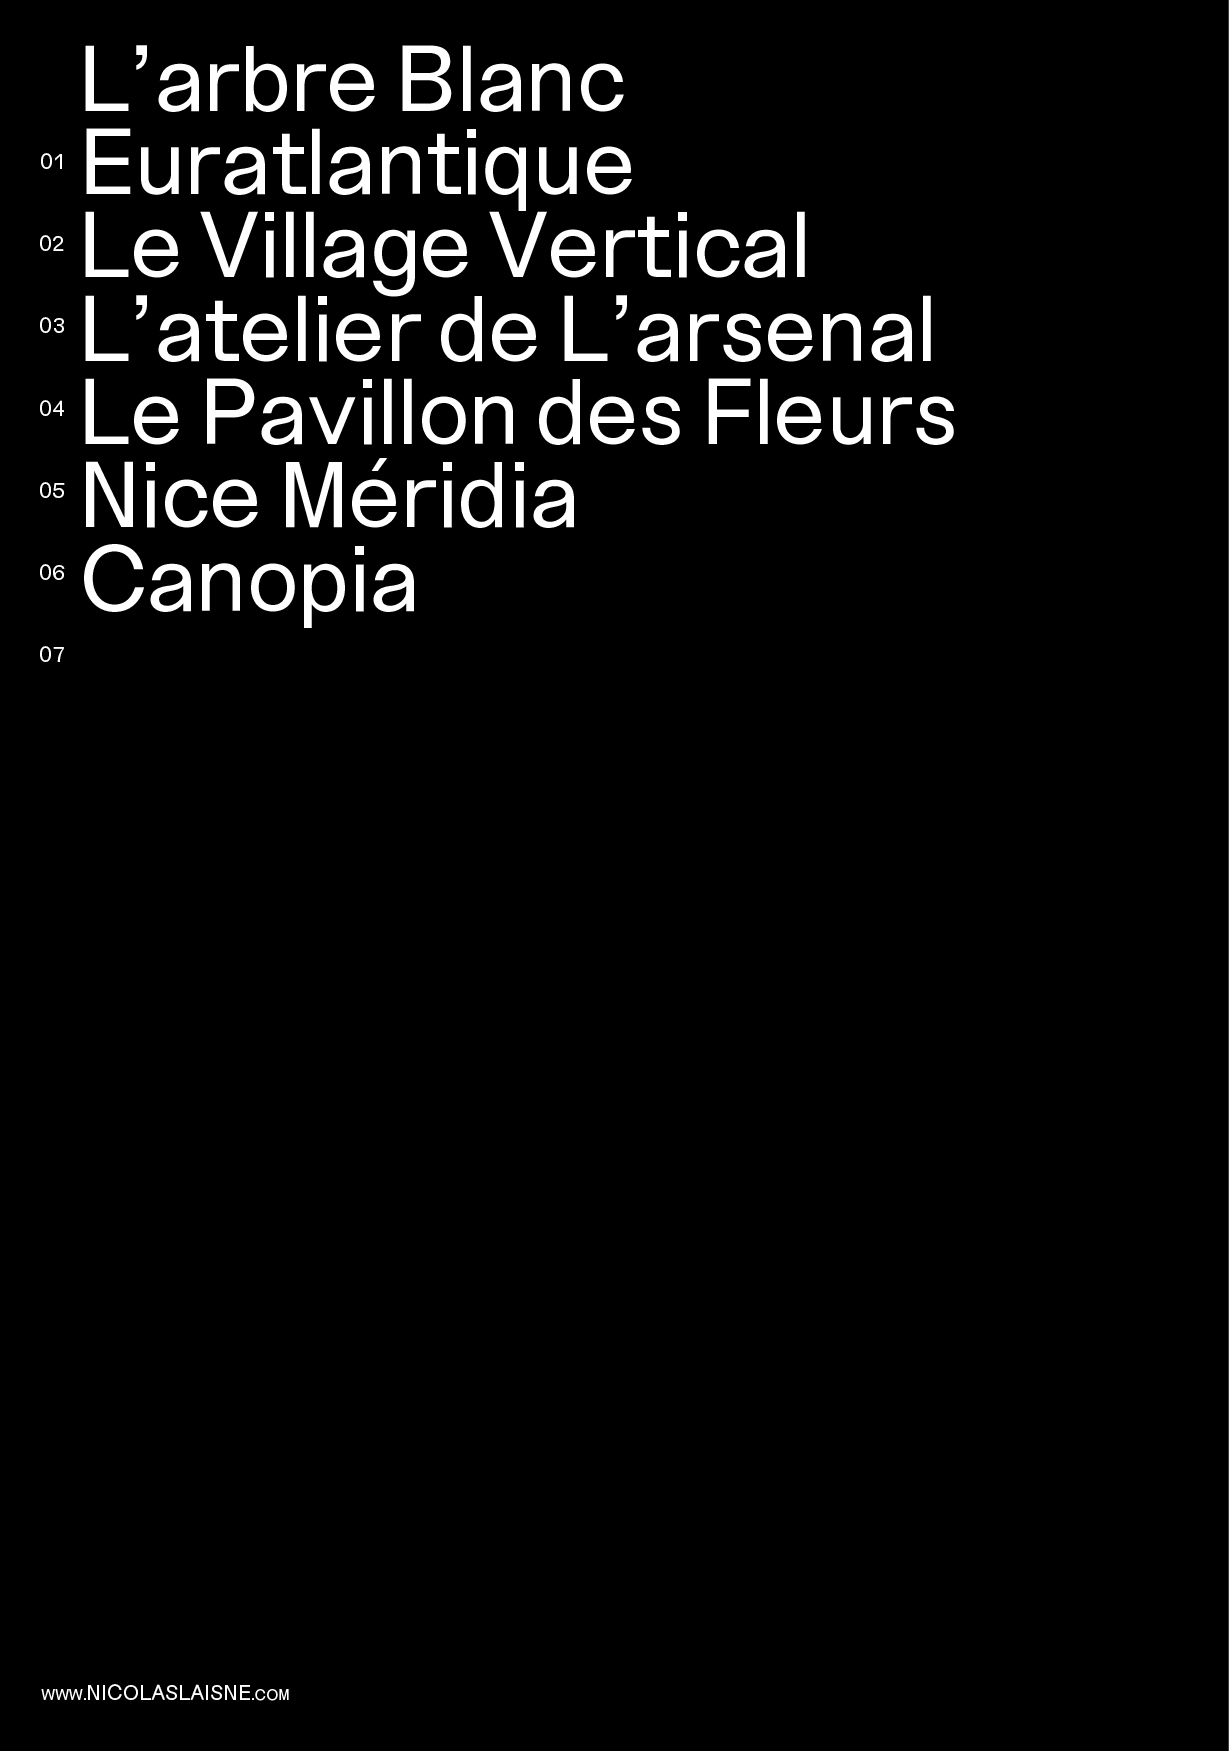 L’arbre Blanc
01 Euratlantique
02 Le Village Vertical
03 L’atelier de L’arsenal
04 Le Pavillon des Fleurs
05 Nice Méridia
06 Canopia
07
www.NICOLASLAISNE.COM